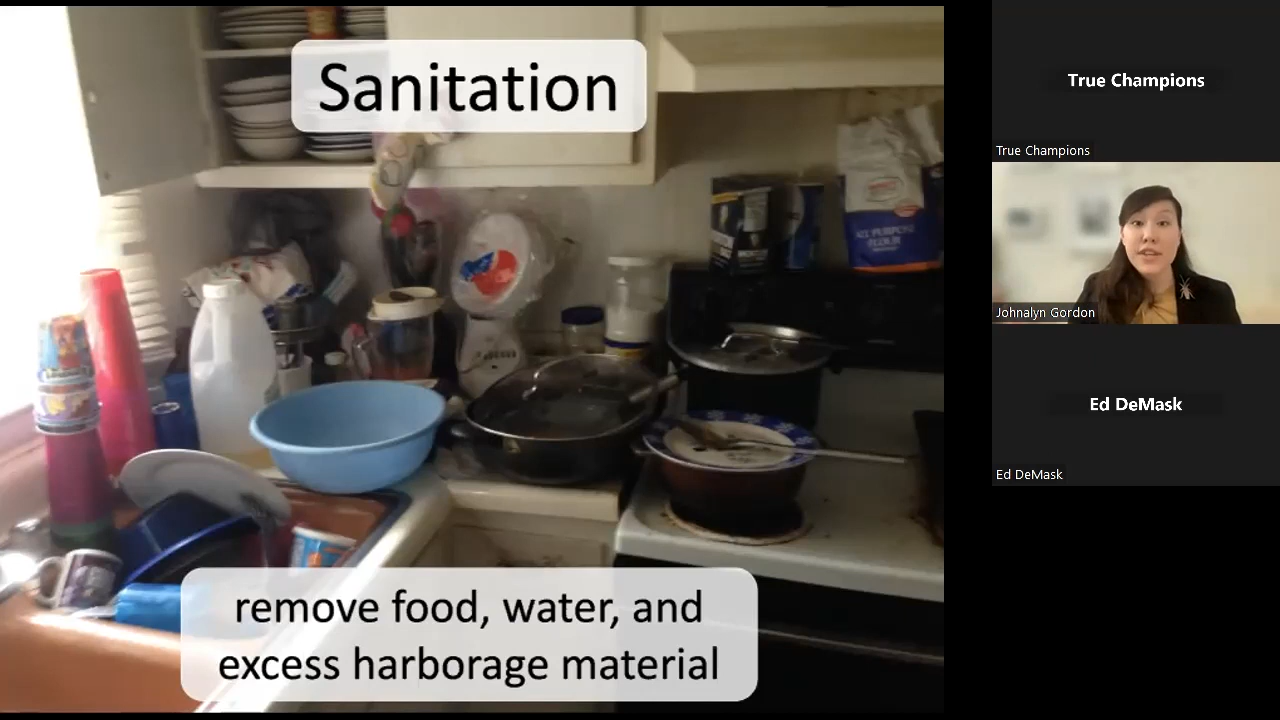 Sanitation
ALL PURPOSE
FLOUR
remove food, water, and
excess harborage material
True Champions
True Champions
Johnalyn Gordon
Ed DeMask
Ed DeMask